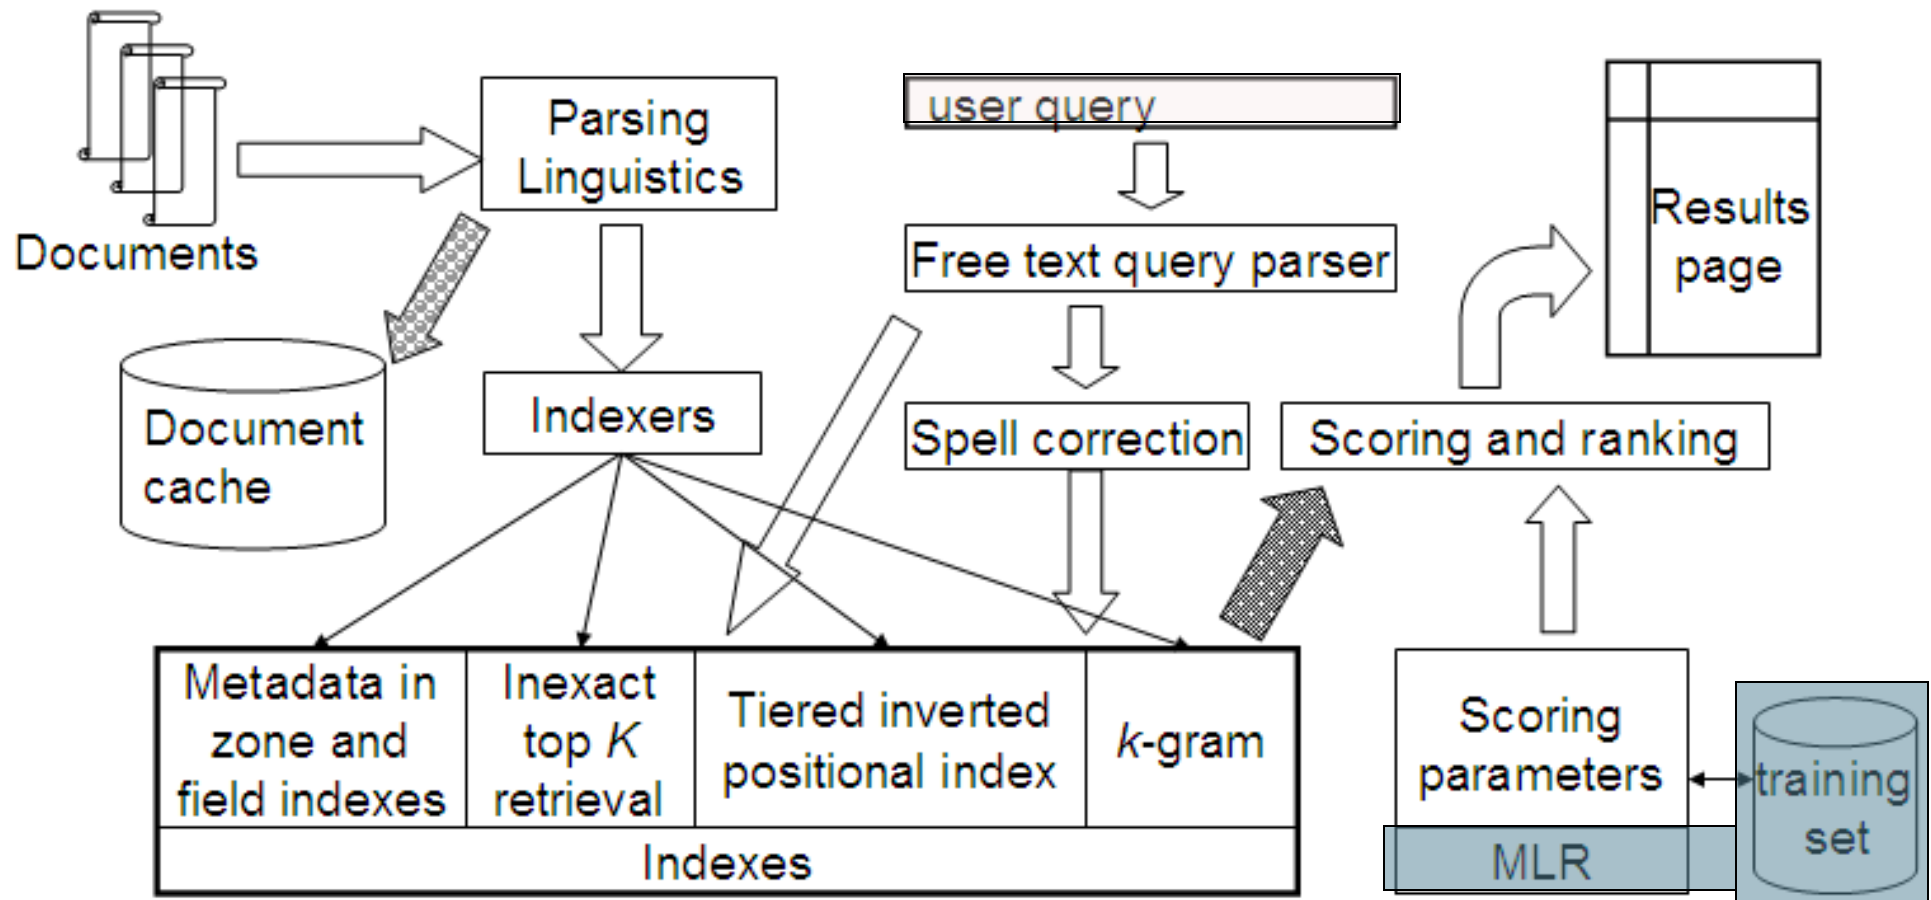 Documents
Parsing
Linguistics
user query
Free text query parser
Results
page
Document
cache
Indexers
Spell correction
Scoring and ranking
Metadata in
zone and
field indexes
Inexact
top K
retrieval
Tiered inverted
positional index
k-gram
Indexes
Scoring
parameters
MLR
training
set